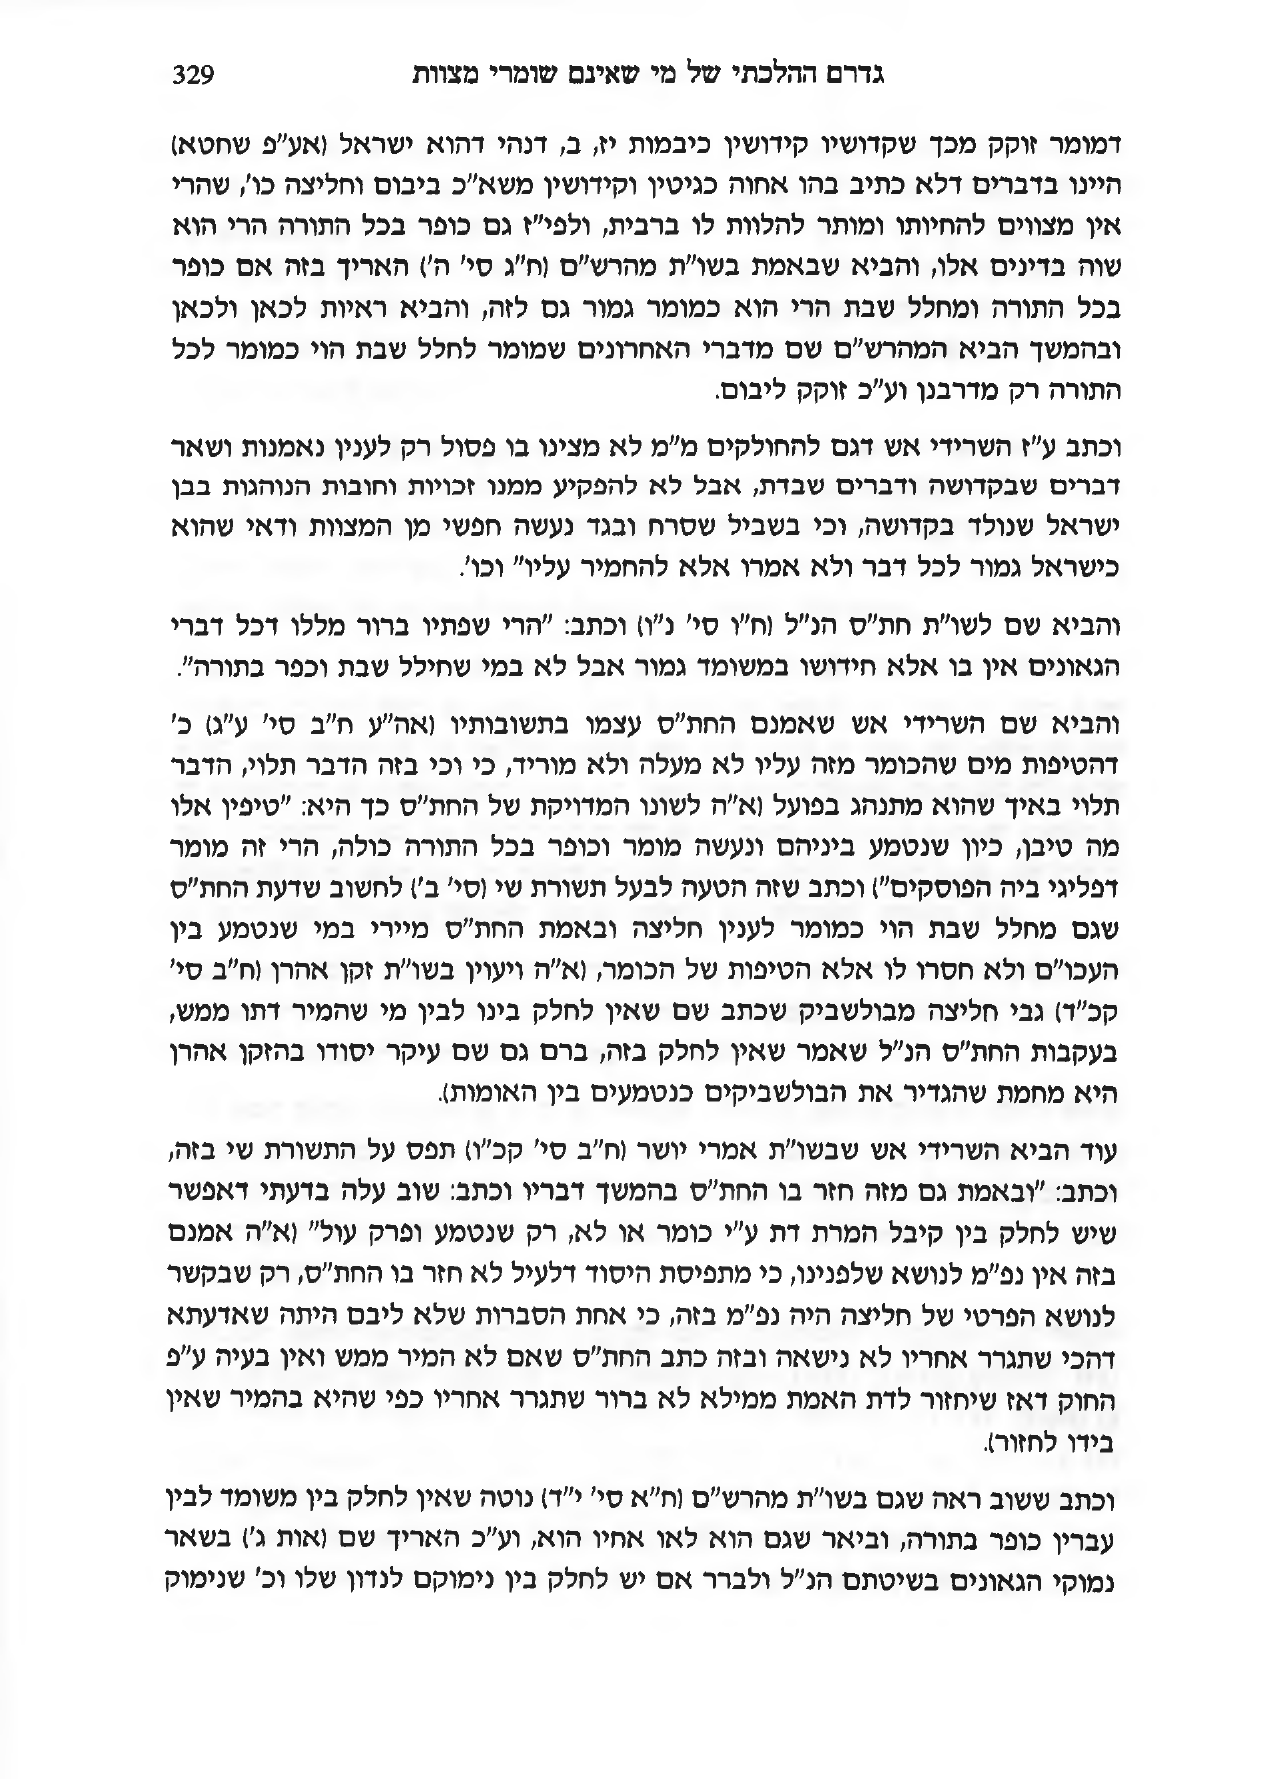 גדרם ההלכתי של מי שאינם שומרי מצוות 329
דמומר זוקק מכך שקדושיו קידושין כיבמות יז, ב, דנהי דהוא ישראל (אע"פ שחטא)
היינו בדברים דלא כתיב בהו אחוה כגיטין וקידושין משא"כ ביבום וחליצה כו', שהרי
אין מצווים להחיותו ומותר להלוות לו ברבית, ולפי"ז גם כופר בכל התורה הרי הוא
שוה בדינים אלו, והביא שבאמת בשו"ת מהרש"ם (ח"ג סי' ה') האריך בזה אם כופר
בכל התורה ומחלל שבת הרי הוא כמומר גמור גם לזה, והביא ראיות לכאן ולכאן
ובהמשך הביא המהרש"ם שם מדברי האחרונים שמומר לחלל שבת הוי כמומר לכל
התורה רק מדרבנן וע"כ זוקק ליבום.
וכתב ע"ז השרידי אש דגם להחולקים מ"מ לא מצינו בו פסול רק לענין נאמנות ושאר
דברים שבקדושה ודברים שבדת, אבל לא להפקיע ממנו זכויות וחובות הנוהגות בבן
ישראל שנולד בקדושה, וכי בשביל שסרח ובגד נעשה חפשי מן המצוות ודאי שהוא
כישראל גמור לכל דבר ולא אמרו אלא להחמיר עליו" וכו'.
והביא שם לשו"ת חת"ס הנ"ל (ח"ו סי' נ"ו) וכתב: "הרי שפתיו ברור מללו דכל דברי
הגאונים אין בו אלא חידושו במשומד גמור אבל לא במי שחילל שבת וכפר בתורה".
והביא שם השרידי אש שאמנם החת"ס עצמו בתשובותיו (אה"ע ח"ב סי' ע"ג) כ'
דהטיפות מים שהכומר מזה עליו לא מעלה ולא מוריד, כי וכי בזה הדבר תלוי, הדבר
תלוי באיך שהוא מתנהג בפועל (א"ה לשונו המדויקת של החת"ס כך היא: "טיפין אלו
מה טיבן, כיון שנטמע ביניהם ונעשה מומר וכופר בכל התורה כולה, הרי זה מומר
דפליגי ביה הפוסקים") וכתב שזה הטעה לבעל תשורת שי (סי' ב') לחשוב שדעת החת"ס
שגם מחלל שבת הוי כמומר לענין חליצה ובאמת החת"ס מיירי במי שנטמע בין
העכו"ם ולא חסרו לו אלא הטיפות של הכומר, (א"ה ויעוין בשו"ת זקן אהרן (ח"ב סי'
קכ"ד) גבי חליצה מבולשביק שכתב שם שאין לחלק בינו לבין מי שהמיר דתו ממש,
בעקבות החת"ס הנ"ל שאמר שאין לחלק בזה, ברם גם שם עיקר יסודו בהזקן אהרן
היא מחמת שהגדיר את הבולשביקים כנטמעים בין האומות).
עוד הביא השרידי אש שבשו"ת אמרי יושר (ח"ב סי' קכ"ו) תפס על התשורת שי בזה,
וכתב: "ובאמת גם מזה חזר בו החת"ס בהמשך דבריו וכתב: שוב עלה בדעתי דאפשר
שיש לחלק בין קיבל המרת דת ע"י כומר או לא, רק שנטמע ופרק עול" (א"ה אמנם
בזה אין נפ"מ לנושא שלפנינו, כי מתפיסת היסוד דלעיל לא חזר בו החת"ס, רק שבקשר
לנושא הפרטי של חליצה היה נפ"מ בזה, כי אחת הסברות שלא ליבם היתה שאדעתא
דהכי שתגרר אחריו לא נישאה ובזה כתב החת"ס שאם לא המיר ממש ואין בעיה ע"פ
החוק דאז שיחזור לדת האמת ממילא לא ברור שתגרר אחריו כפי שהיא בהמיר שאין
בידו לחזור).
וכתב ששוב ראה שגם בשו"ת מהרש"ם (ח"א סי' י"ד) נוטה שאין לחלק בין משומד לבין
עבריין כופר בתורה, וביאר שגם הוא לאו אחיו הוא, וע"כ האריך שם (אות ג') בשאר
נמוקי הגאונים בשיטתם הנ"ל ולברר אם יש לחלק בין נימוקם לנדון שלו וכ' שנימוק